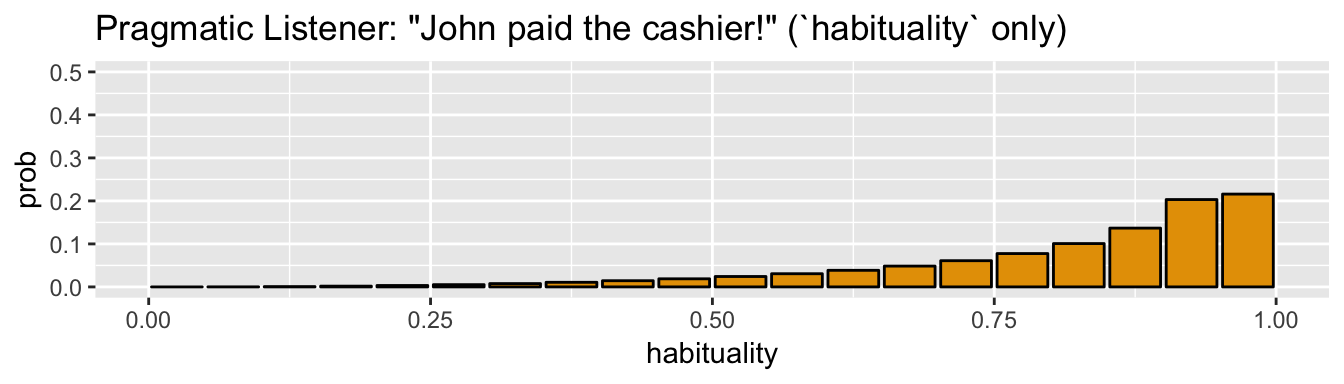 Pragmatic Listener: "John paid the cashier!" (`habituality` only)
0.5
0.4
0.3
0.2
0.1
0.0
prob
0.00 0.25 0.50 0.75 1.00
habituality